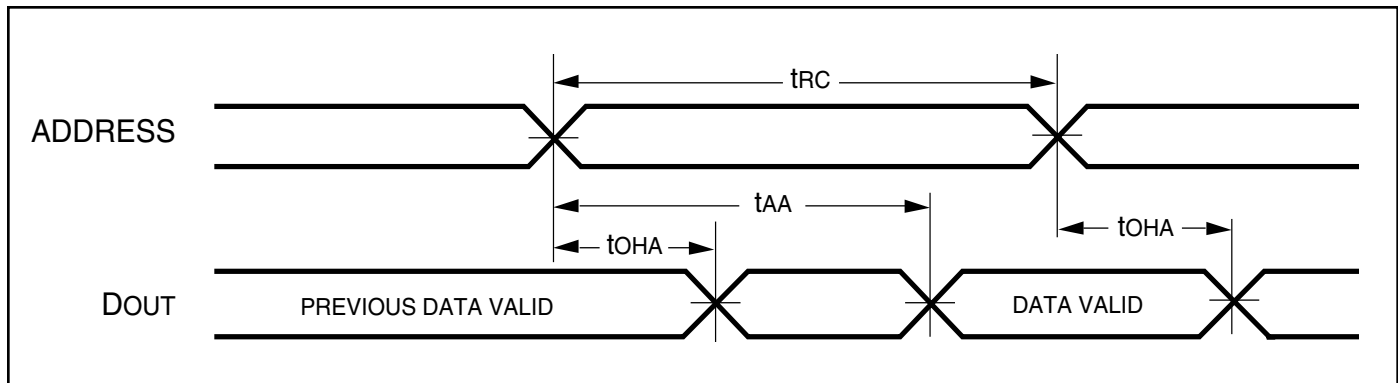 tRC
ADDRESS
tAA
tOHA
tOHA
DOUT
PREVIOUS DATA VALID
DATA VALID